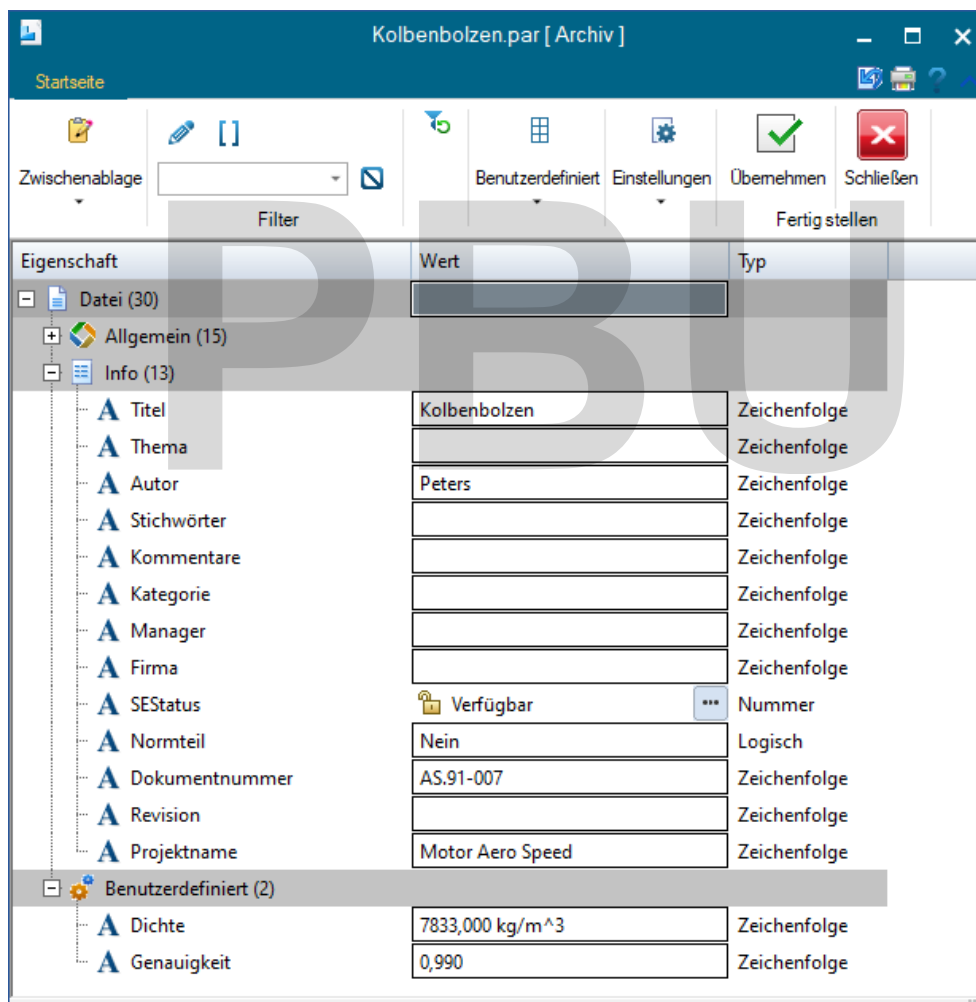 Kolbenbolzen.par [ Archiv ]
Startseite
Zwischenablage
Benutzerdefiniert
Einstellungen
Übernehmen
Schließen
Filter
Fertig stellen
PBU
Eigenschaft Wert Typ
Datei (30)
Allgemein (15)
Info (13)
Titel Kolbenbolzen Zeichenfolge
Thema Zeichenfolge
Autor Peters Zeichenfolge
Stichwörter Zeichenfolge
Kommentare Zeichenfolge
Kategorie Zeichenfolge
Manager Zeichenfolge
Firma Zeichenfolge
SEStatus Verfügbar Nummer
Normteil Nein Logisch
Dokumentnummer AS.91-007 Zeichenfolge
Revision Zeichenfolge
Projektname Motor Aero Speed Zeichenfolge
Benutzerdefiniert (2)
Dichte 7833,000 kg/m^3 Zeichenfolge
Genauigkeit 0,990 Zeichenfolge